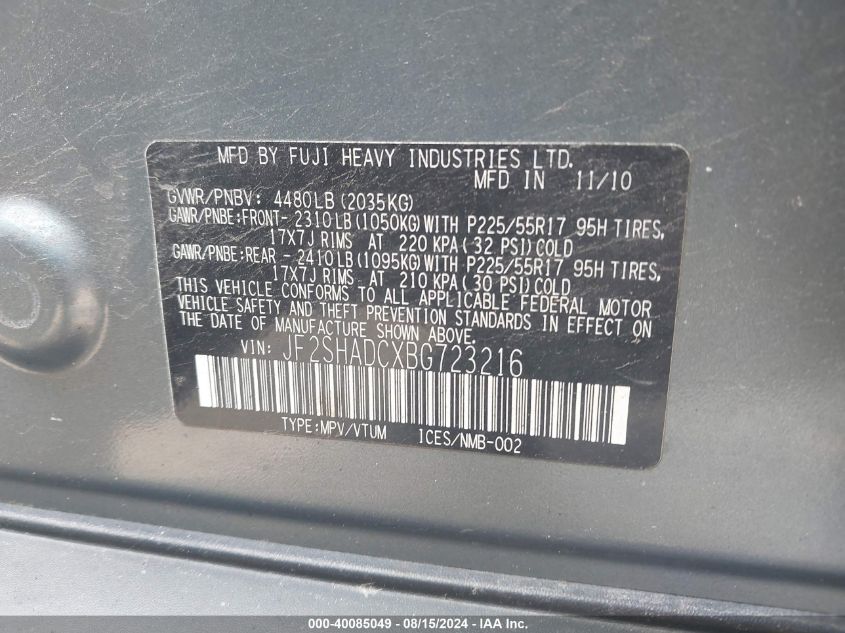 MFD BY FUJI HEAVY INDUSTRIES LTD.
MFD IN 11/10
GVWR/PNBV: 4480LB (2035KG)
GAWR/PNBE:FRONT- 2310LB(1050KG)WITH P225/55R17 95H TIRES,
17X7J RIMS AT 220 KPA( 32 PSI)COLD
GAWR/PNBE:REAR - 2410LB(1095KG)WITH P225/55R17 95H TIRES,
17X7J RIMS AT 210 KPA( 30 PSI)COLD
THIS VEHICLE CONFORMS TO ALL APPLICABLE FEDERAL MOTOR
VEHICLE SAFETY AND THEFT PREVENTION STANDARDS IN EFFECT ON
THE DATE OF MANUFACTURE SHOWN ABOVE.
VIN: JF2SHADCXBG723216
TYPE:MPV/VTUM ICES/NMB-002
000-40085049 - 08/15/2024 - IAA Inc.